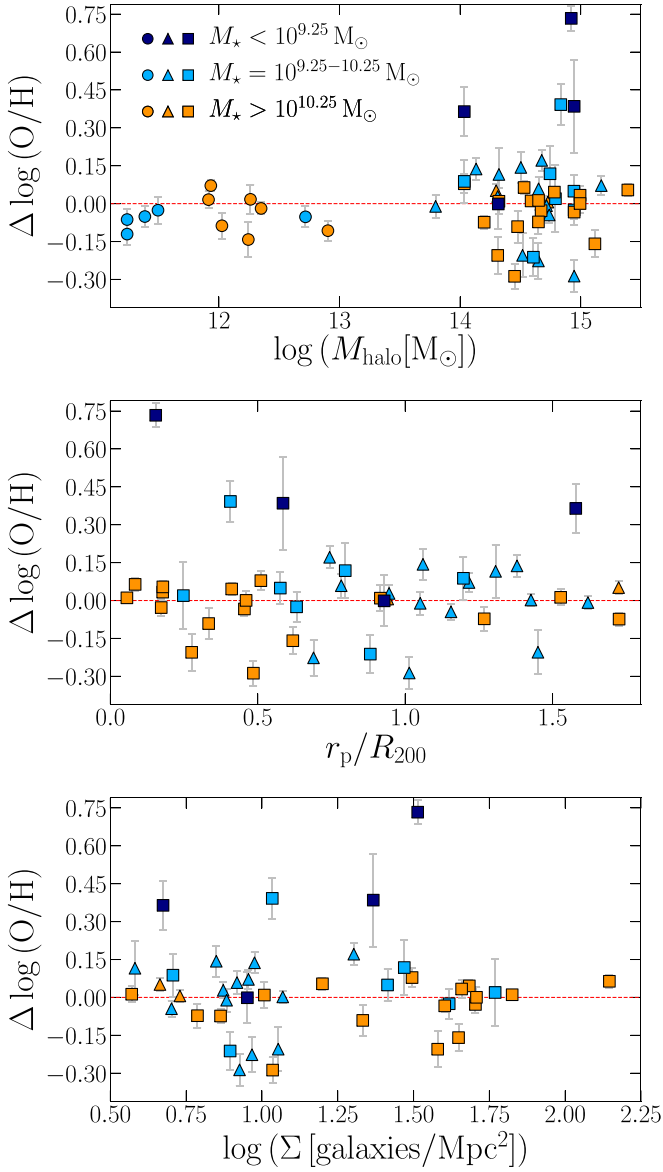 0.75
0.60
0.45
0.30
0.15
0.00
−0.15
−0.30
Δ log (O/H)
M⋆ < 10^9.25 M⊙
M⋆ = 10^9.25−10.25 M⊙
M⋆ > 10^10.25 M⊙
12 13 14 15
log (M_halo[M⊙])
0.75
0.60
0.45
0.30
0.15
0.00
−0.15
−0.30
Δ log (O/H)
0.0 0.5 1.0 1.5
r_p/R_200
0.75
0.60
0.45
0.30
0.15
0.00
−0.15
−0.30
Δ log (O/H)
0.50 0.75 1.00 1.25 1.50 1.75 2.00 2.25
log (Σ [galaxies/Mpc²])